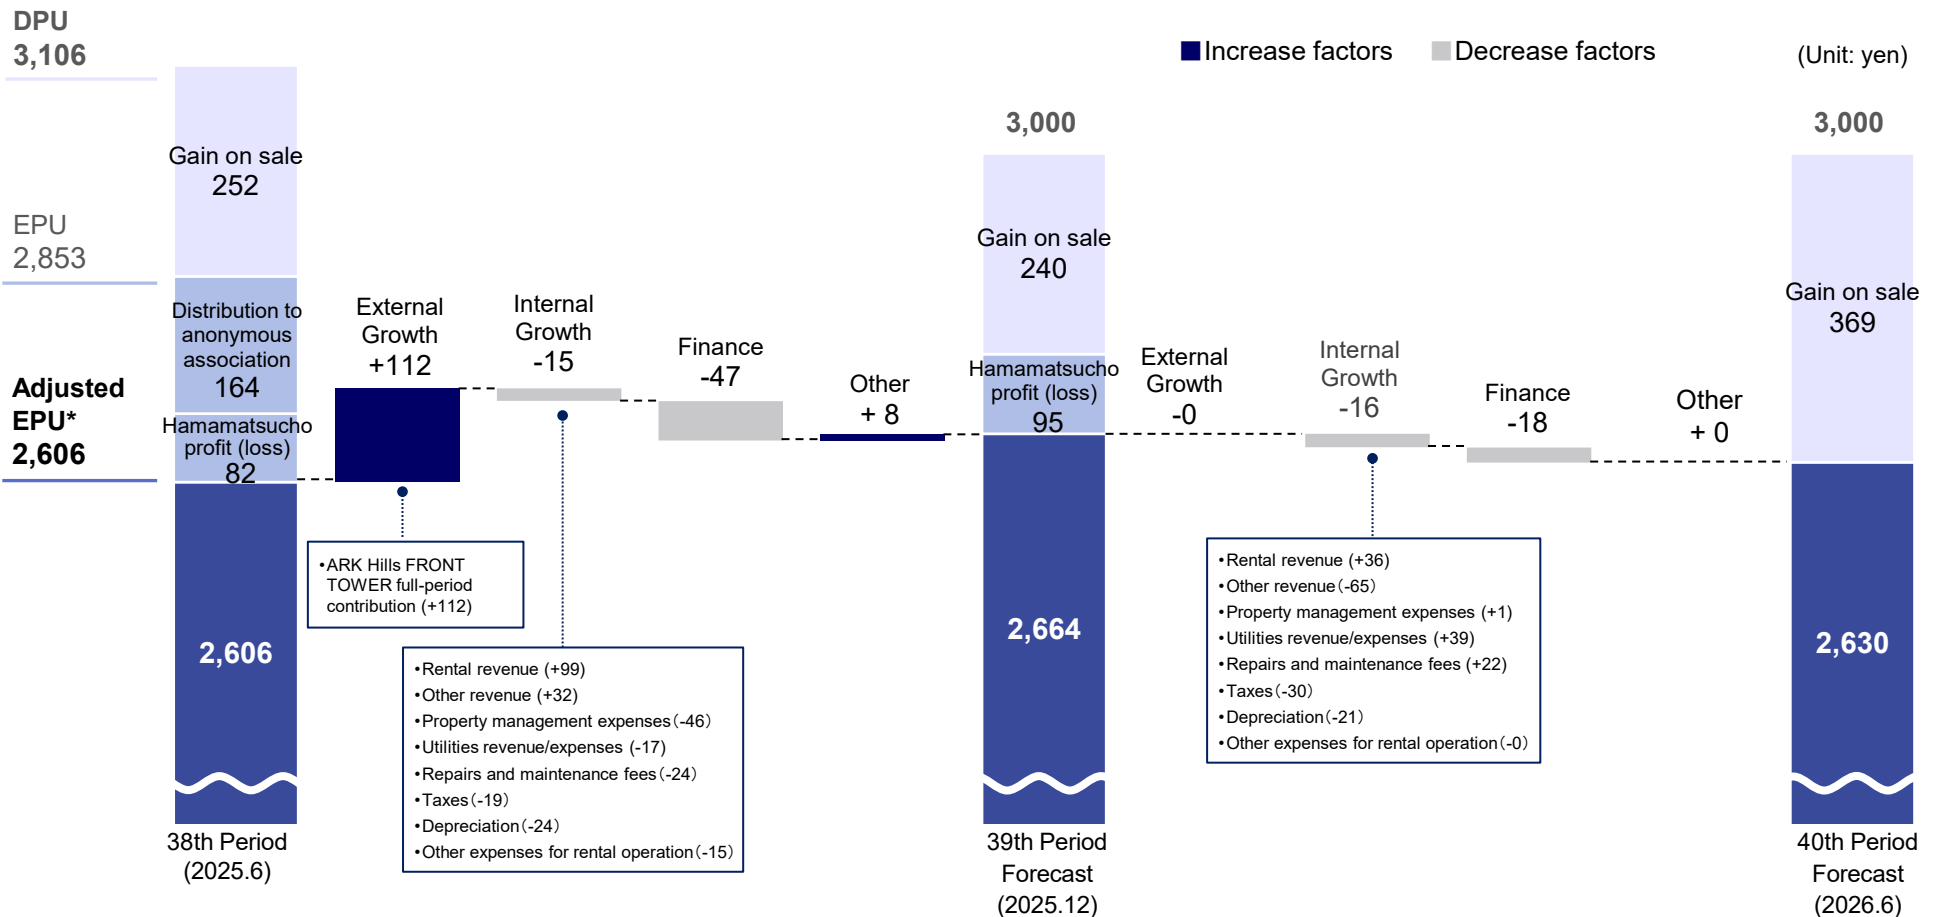 DPU
3,106
EPU
2,853
Adjusted
EPU*
2,606
Increase factors
Decrease factors
(Unit: yen)
Gain on sale
252
Distribution to
anonymous
association
164
Hamamatsucho
profit (loss)
82
2,606
38th Period
(2025.6)
External
Growth
+112
•ARK Hills FRONT
TOWER full-period
contribution (+112)
Internal
Growth
-15
•Rental revenue (+99)
•Other revenue (+32)
•Property management expenses（-46）
•Utilities revenue/expenses (-17)
•Repairs and maintenance fees（-24）
•Taxes（-19）
•Depreciation（-24）
•Other expenses for rental operation（-15）
Finance
-47
Other
+ 8
3,000
Gain on sale
240
Hamamatsucho
profit (loss)
95
2,664
39th Period
Forecast
(2025.12)
External
Growth
-0
Internal
Growth
-16
•Rental revenue (+36)
•Other revenue（-65）
•Property management expenses (+1)
•Utilities revenue/expenses (+39)
•Repairs and maintenance fees (+22)
•Taxes（-30）
•Depreciation（-21）
•Other expenses for rental operation（-0）
Finance
-18
Other
+ 0
3,000
Gain on sale
369
2,630
40th Period
Forecast
(2026.6)